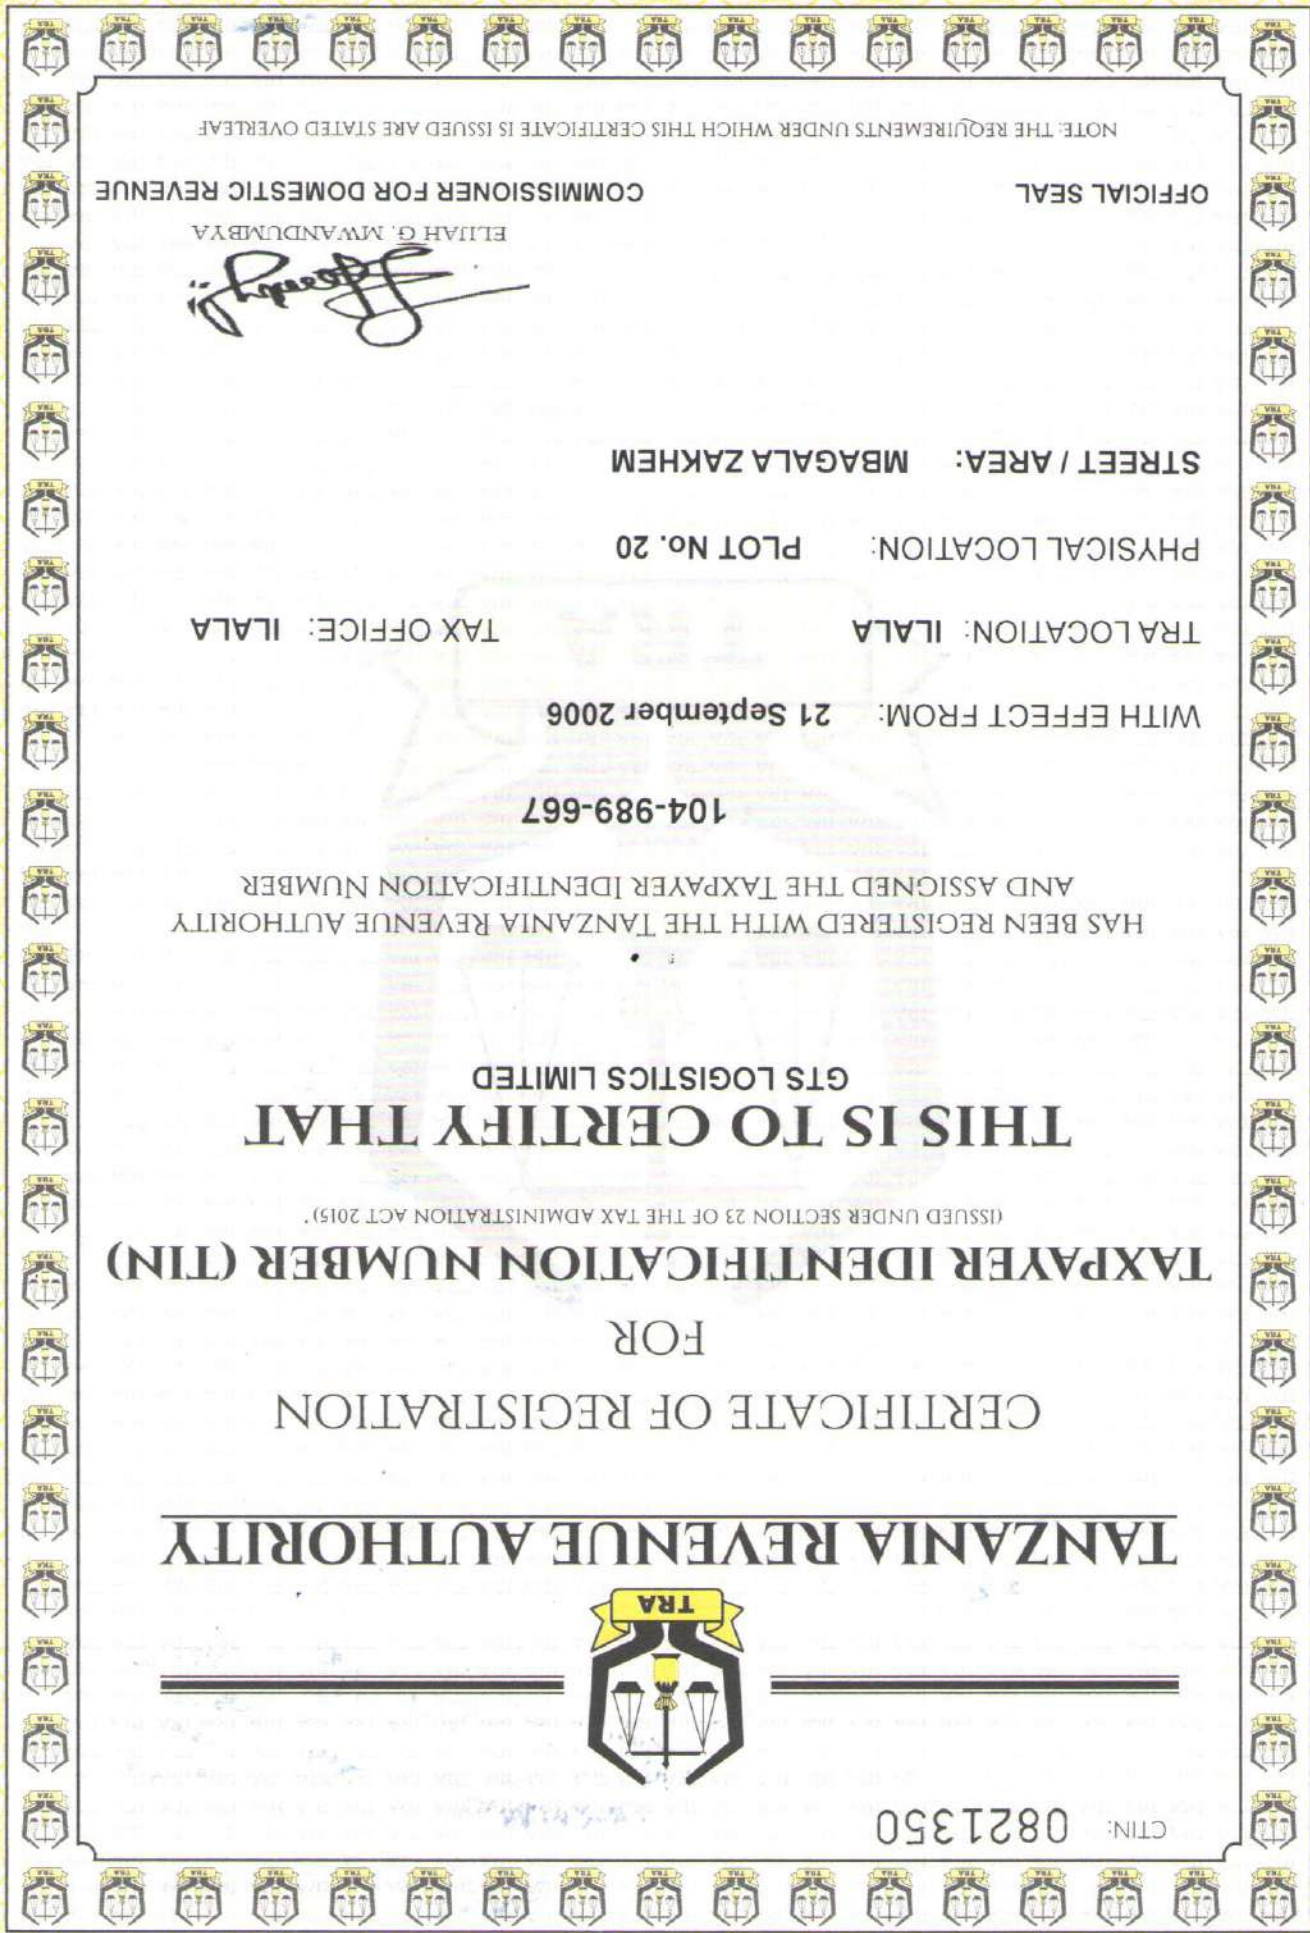 CTIN: 0821350
TRA
TANZANIA REVENUE AUTHORITY
CERTIFICATE OF REGISTRATION
FOR
TAXPAYER IDENTIFICATION NUMBER (TIN)
(ISSUED UNDER SECTION 23 OF THE TAX ADMINISTRATION ACT 2015)"
THIS IS TO CERTIFY THAT
GTS LOGISTICS LIMITED
HAS BEEN REGISTERED WITH THE TANZANIA REVENUE AUTHORITY
AND ASSIGNED THE TAXPAYER IDENTIFICATION NUMBER
104-989-667
WITH EFFECT FROM: 21 September 2006
TRA LOCATION: ILALA TAX OFFICE: ILALA
PHYSICAL LOCATION: PLOT No. 20
STREET / AREA: MBAGALA ZAKHEM
ELIJAH G. MWANDUMBYA
OFFICIAL SEAL COMMISSIONER FOR DOMESTIC REVENUE
NOTE: THE REQUIREMENTS UNDER WHICH THIS CERTIFICATE IS ISSUED ARE STATED OVERLEAF